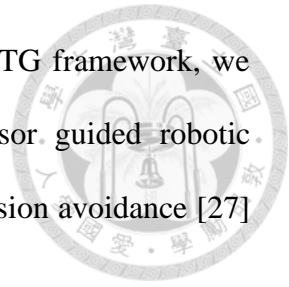 TG framework, we
sor guided robotic
sion avoidance [27]